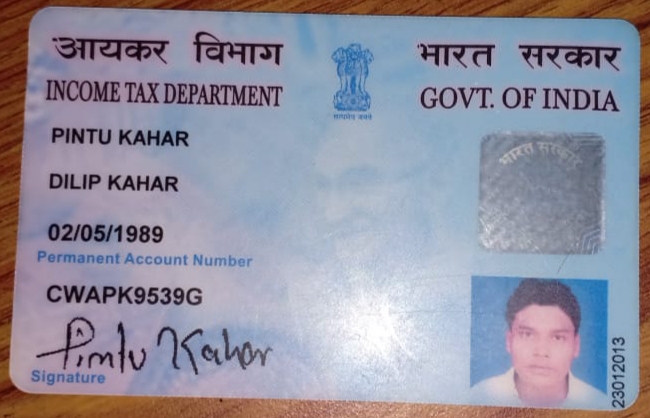 आयकर विभाग
भारत सरकार
INCOME TAX DEPARTMENT
GOVT. OF INDIA
सत्यमेव जयते
PINTU KAHAR
भारत सरकार
DILIP KAHAR
02/05/1989
Permanent Account Number
CWAPK9539G
Pintu Kahar
Signature
23012013